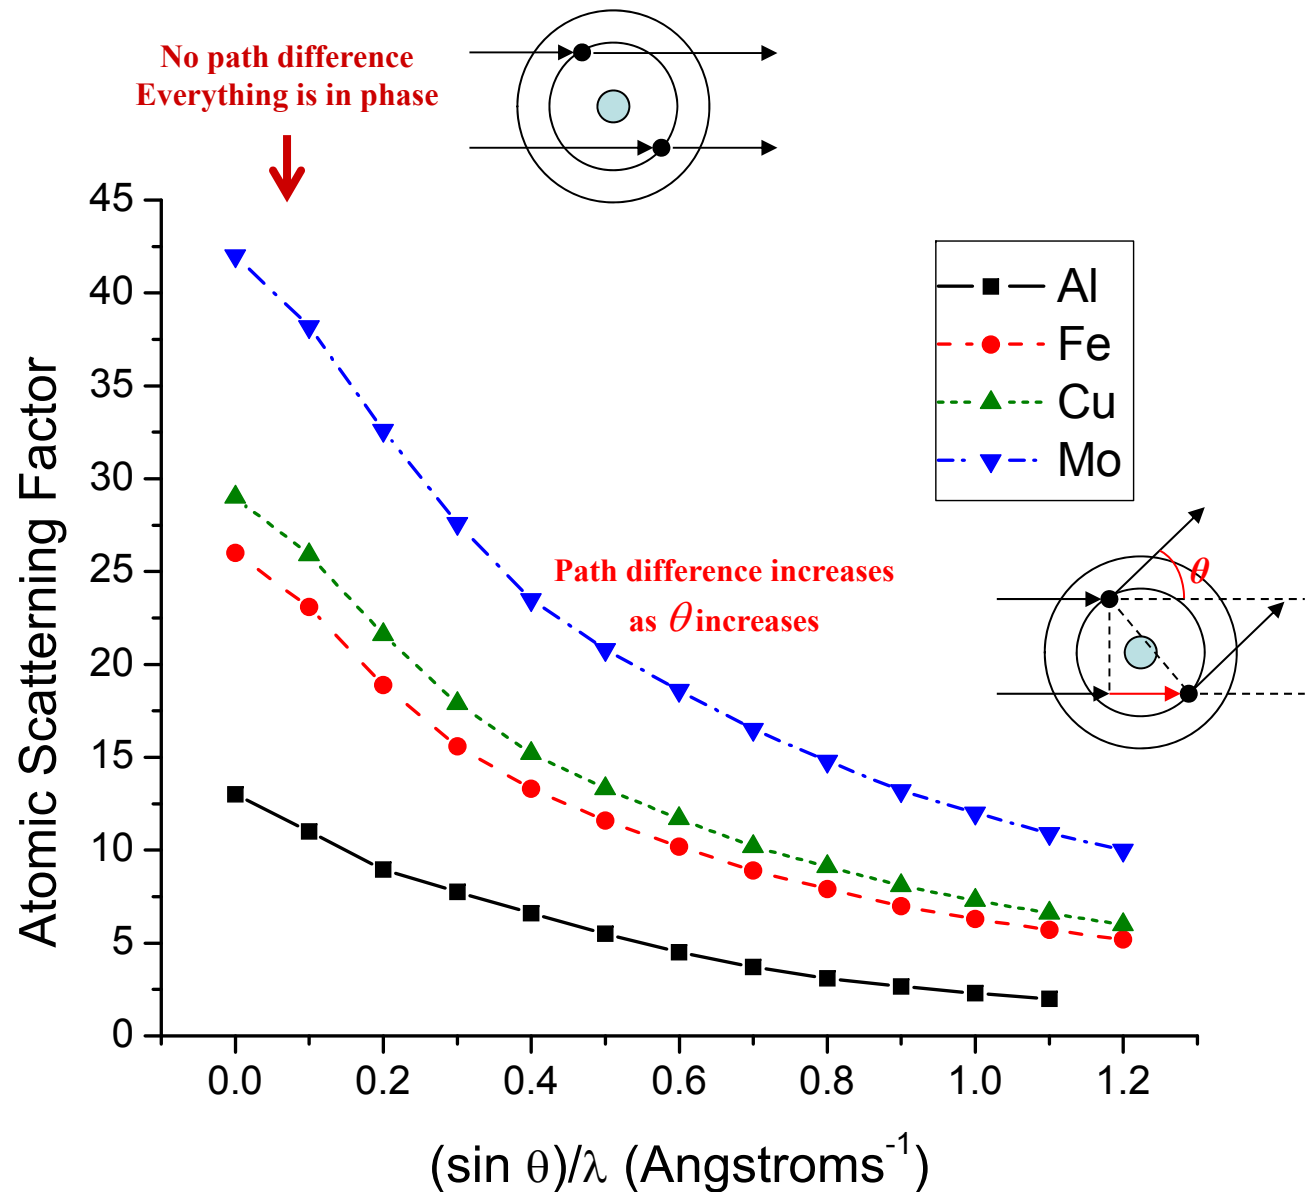 No path difference
Everything is in phase
45
40
35
30
25
20
15
10
5
0
Atomic Scatterning Factor
Al
Fe
Cu
Mo
θ
Path difference increases
as θ increases
0.0 0.2 0.4 0.6 0.8 1.0 1.2
(sin θ)/λ (Angstroms⁻¹)